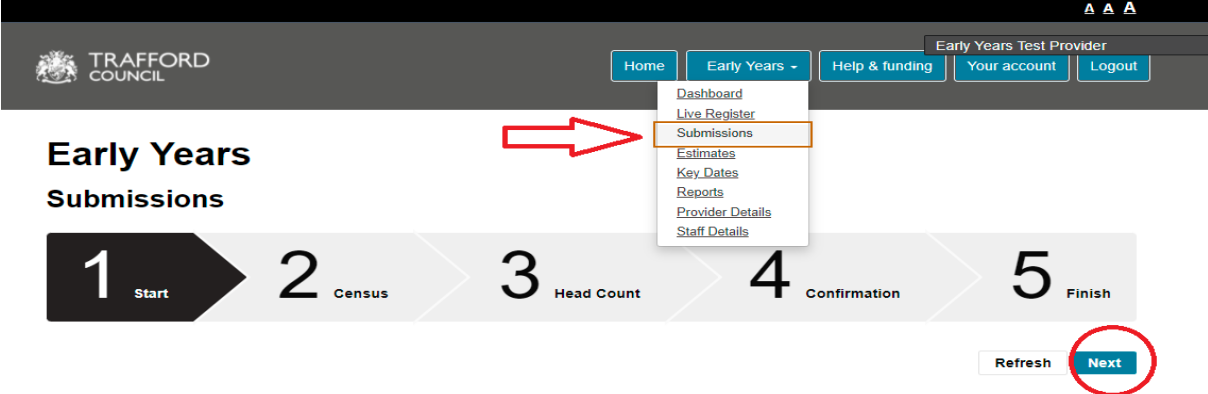 A A A
Early Years Test Provider
TRAFFORD
COUNCIL
Home Early Years Help & funding Your account Logout
Dashboard
Live Register
Submissions
Estimates
Key Dates
Reports
Provider Details
Staff Details
Early Years
Submissions
1 Start 2 Census 3 Head Count 4 Confirmation 5 Finish
Refresh Next